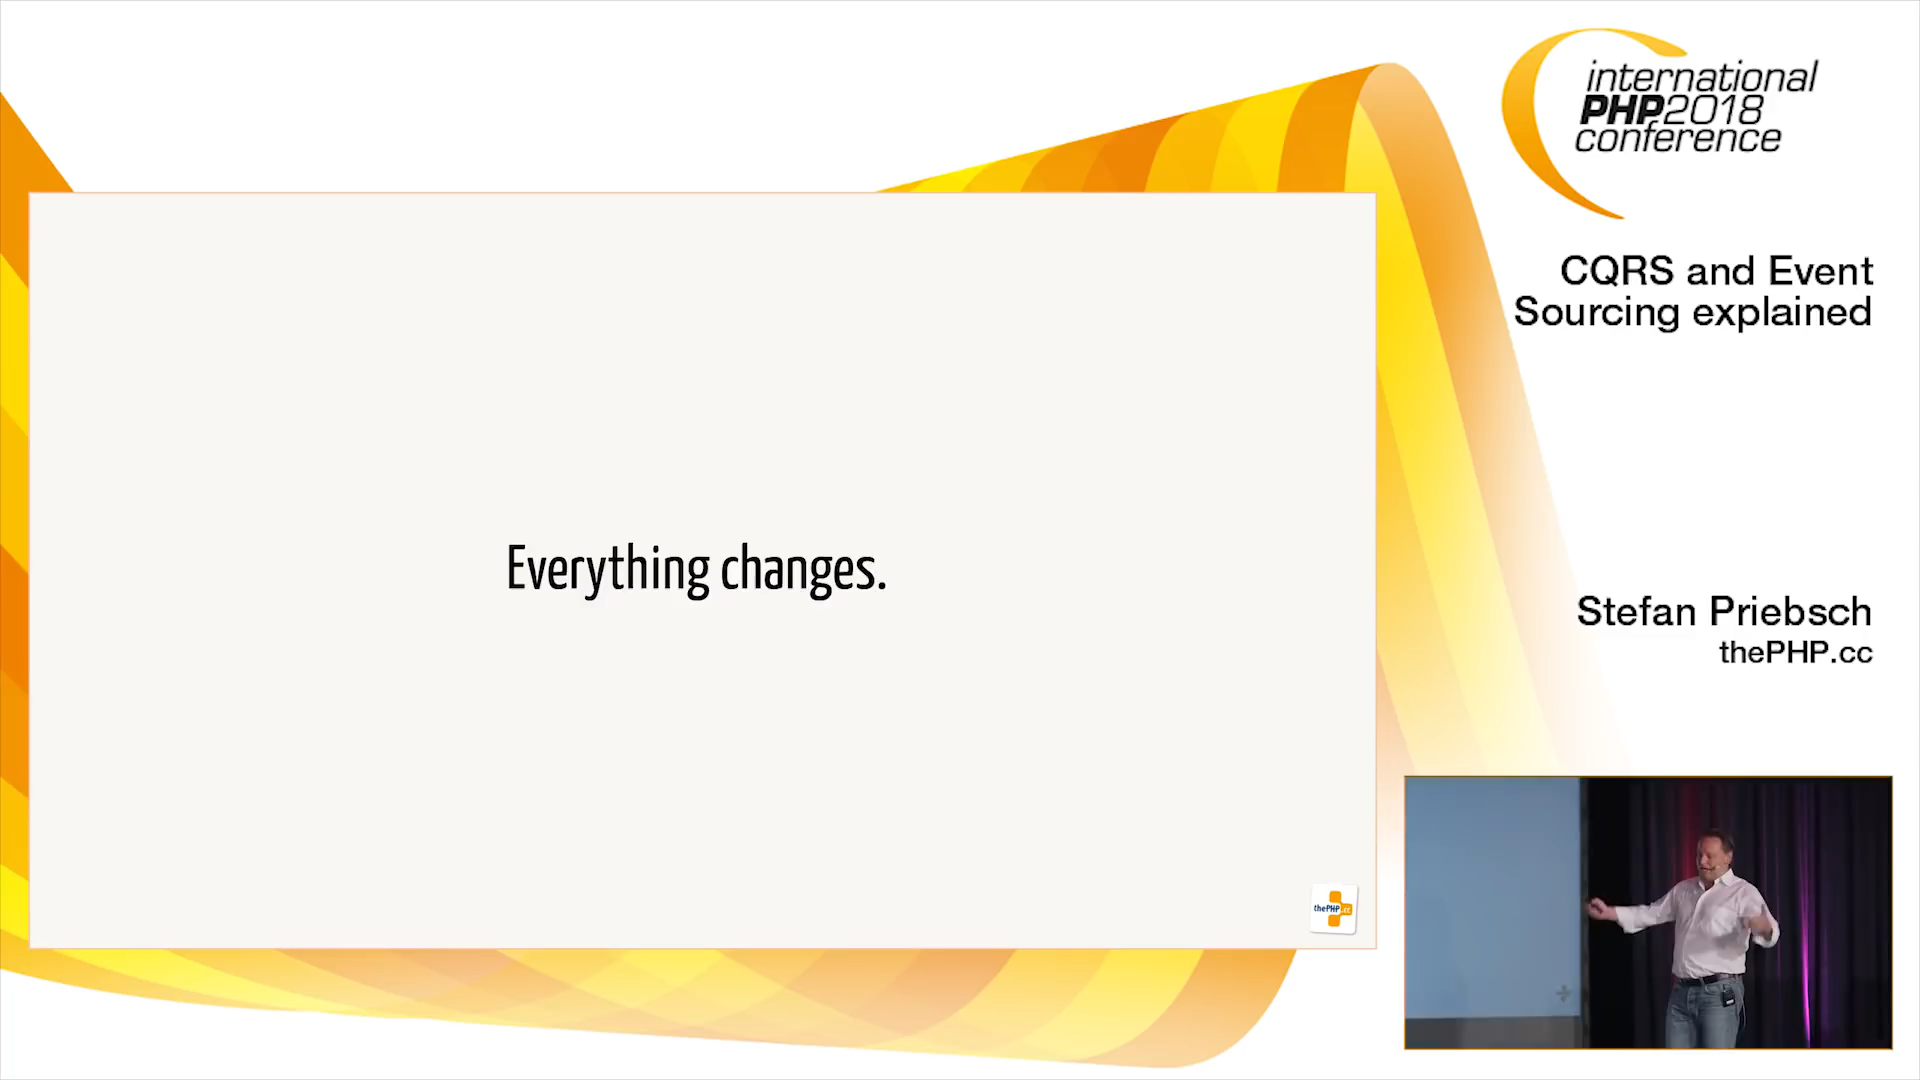 international
PHP2018
conference
CQRS and Event
Sourcing explained
Everything changes.
Stefan Priebsch
thePHP.cc
thePHP.cc